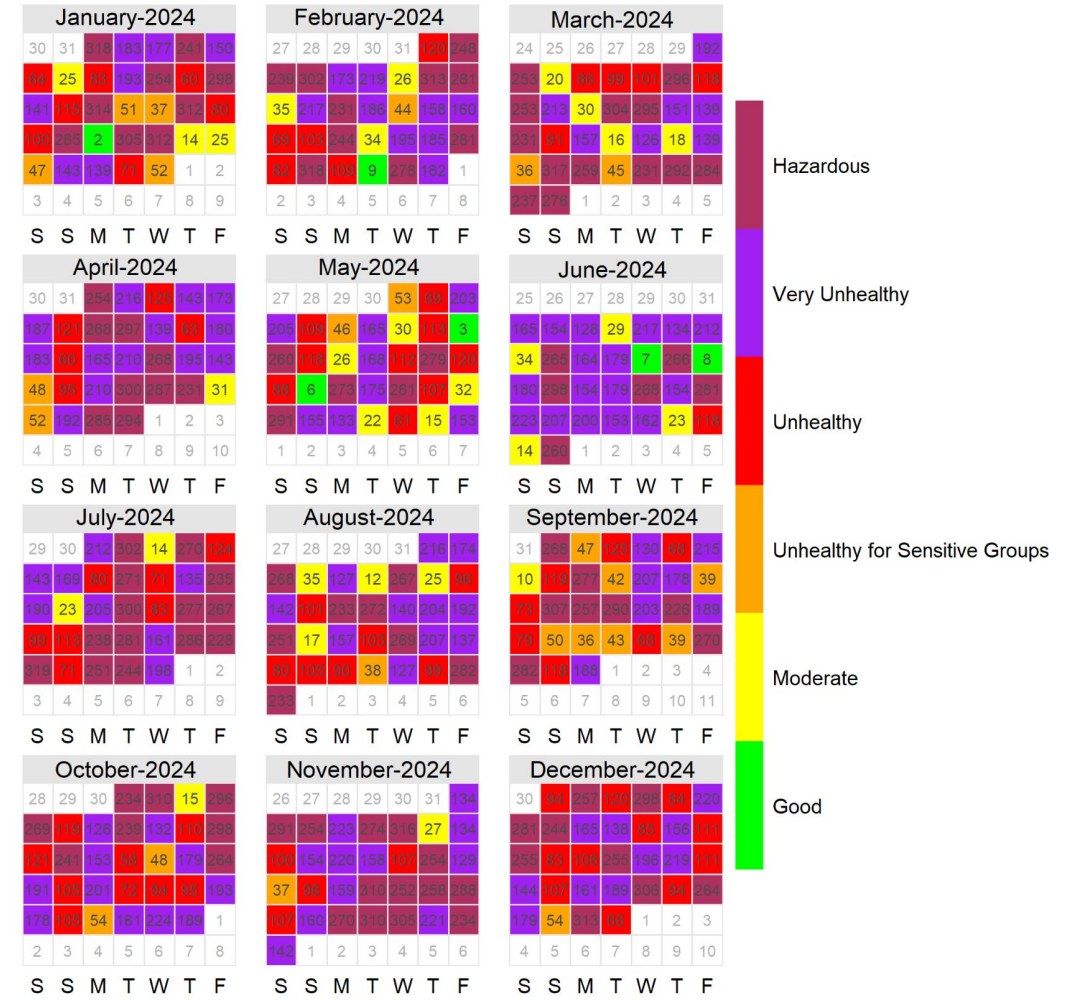 January-2024
30 31 318 183 177 241 150
64 25 83 193 254 60 298
141 115 314 51 37 312 80
100 285 2 305 312 14 25
47 143 139 71 52 1 2
3 4 5 6 7 8 9
S S M T W T F
February-2024
27 28 29 30 31 120 248
239 302 173 219 26 313 281
35 217 231 186 44 158 160
69 103 244 34 195 185 281
82 318 109 9 278 182 1
2 3 4 5 6 7 8
S S M T W T F
March-2024
24 25 26 27 28 29 192
253 20 86 99 101 296 118
253 213 30 304 295 151 139
231 91 157 16 126 18 139
36 317 259 45 231 292 284
237 276 1 2 3 4 5
S S M T W T F
April-2024
30 31 254 216 125 143 173
187 121 268 297 139 63 180
183 60 165 210 268 195 143
48 95 210 300 287 231 31
52 192 285 294 1 2 3
4 5 6 7 8 9 10
S S M T W T F
May-2024
27 28 29 30 53 69 203
205 109 46 165 30 113 3
260 118 26 168 112 279 120
88 6 273 175 261 107 32
291 155 133 22 61 15 153
1 2 3 4 5 6 7
S S M T W T F
June-2024
25 26 27 28 29 30 31
165 154 128 29 217 134 212
34 265 164 179 7 266 8
180 298 154 179 268 154 281
223 207 200 153 162 23 118
14 260 1 2 3 4 5
S S M T W T F
July-2024
29 30 212 302 14 270 124
143 169 80 271 71 135 235
190 23 205 300 83 277 267
99 113 238 281 161 286 228
319 71 251 244 198 1 2
3 4 5 6 7 8 9
S S M T W T F
August-2024
27 28 29 30 31 216 174
268 35 127 12 267 25 96
142 101 233 272 140 204 192
251 17 157 103 269 207 137
80 105 90 38 127 99 282
233 1 2 3 4 5 6
S S M T W T F
September-2024
31 268 47 125 130 68 215
10 119 277 42 207 178 39
73 307 257 290 203 226 189
79 50 36 43 68 39 270
282 118 188 1 2 3 4
5 6 7 8 9 10 11
S S M T W T F
October-2024
28 29 30 234 310 15 296
269 119 126 239 132 110 298
121 241 153 58 48 179 264
191 105 201 72 94 95 193
178 105 54 161 224 189 1
2 3 4 5 6 7 8
S S M T W T F
November-2024
26 27 28 29 30 31 134
291 254 223 274 316 27 134
100 154 220 158 107 254 129
37 98 159 310 252 258 288
107 160 270 310 305 221 234
142 1 2 3 4 5 6
S S M T W T F
December-2024
30 94 257 120 298 84 220
281 244 165 138 85 156 111
255 83 106 255 196 219 111
144 107 161 189 306 94 264
179 54 313 66 1 2 3
4 5 6 7 8 9 10
S S M T W T F
Hazardous
Very Unhealthy
Unhealthy
Unhealthy for Sensitive Groups
Moderate
Good